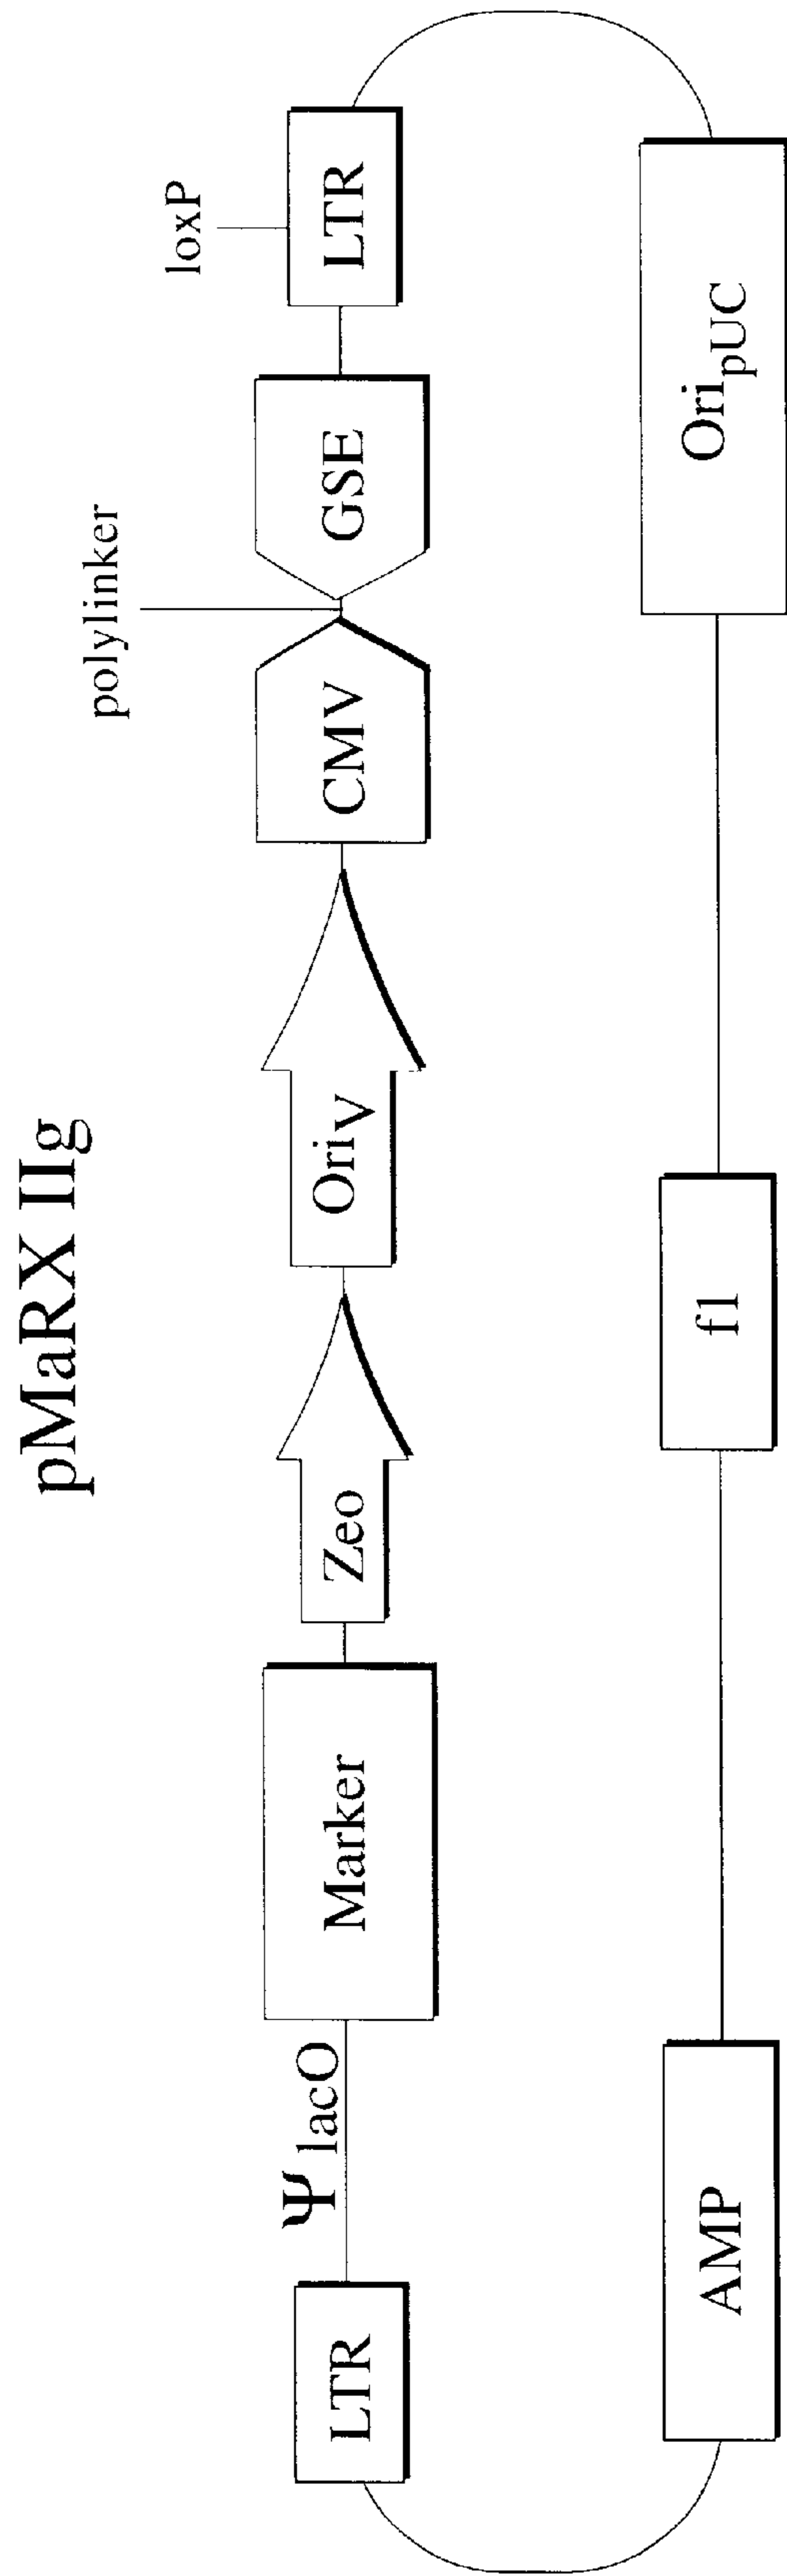 pMaRX IIg
polylinker
loxP
LTR
Ψ lacO
Marker
Zeo
OriV
CMV
GSE
LTR
AMP
f1
OripUC